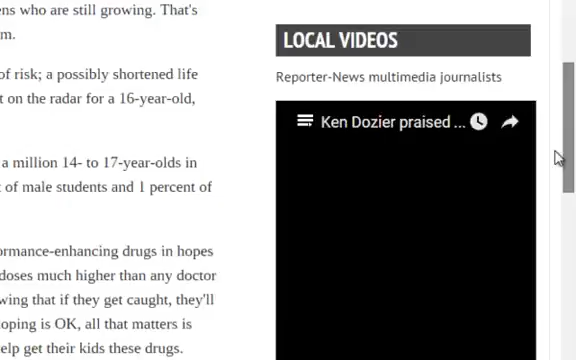 ens who are still growing. That's
m.
of risk; a possibly shortened life
t on the radar for a 16-year-old,
a million 14- to 17-year-olds in
t of male students and 1 percent of
ormance-enhancing drugs in hopes
doses much higher than any doctor
wing that if they get caught, they'll
oping is OK, all that matters is
elp get their kids these drugs.
LOCAL VIDEOS
Reporter-News multimedia journalists
Ken Dozier praised ...